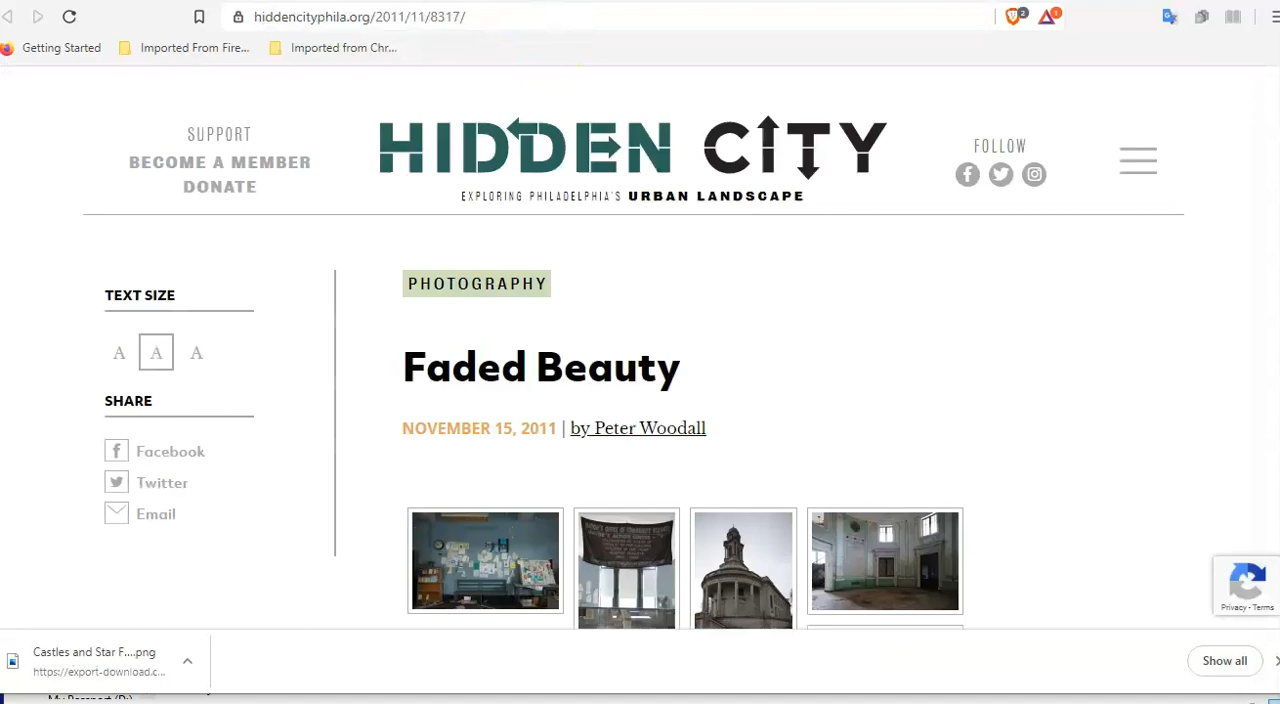 hiddencityphila.org/2011/11/8317/
2
1
Getting Started
Imported From Fire...
Imported from Chr...
SUPPORT
BECOME A MEMBER
DONATE
HIDDEN CITY
EXPLORING PHILADELPHIA'S URBAN LANDSCAPE
FOLLOW
TEXT SIZE
A A A
SHARE
Facebook
Twitter
Email
PHOTOGRAPHY
Faded Beauty
NOVEMBER 15, 2011 | by Peter Woodall
Privacy - Terms
Castles and Star F....png
https://export-download.c...
Show all